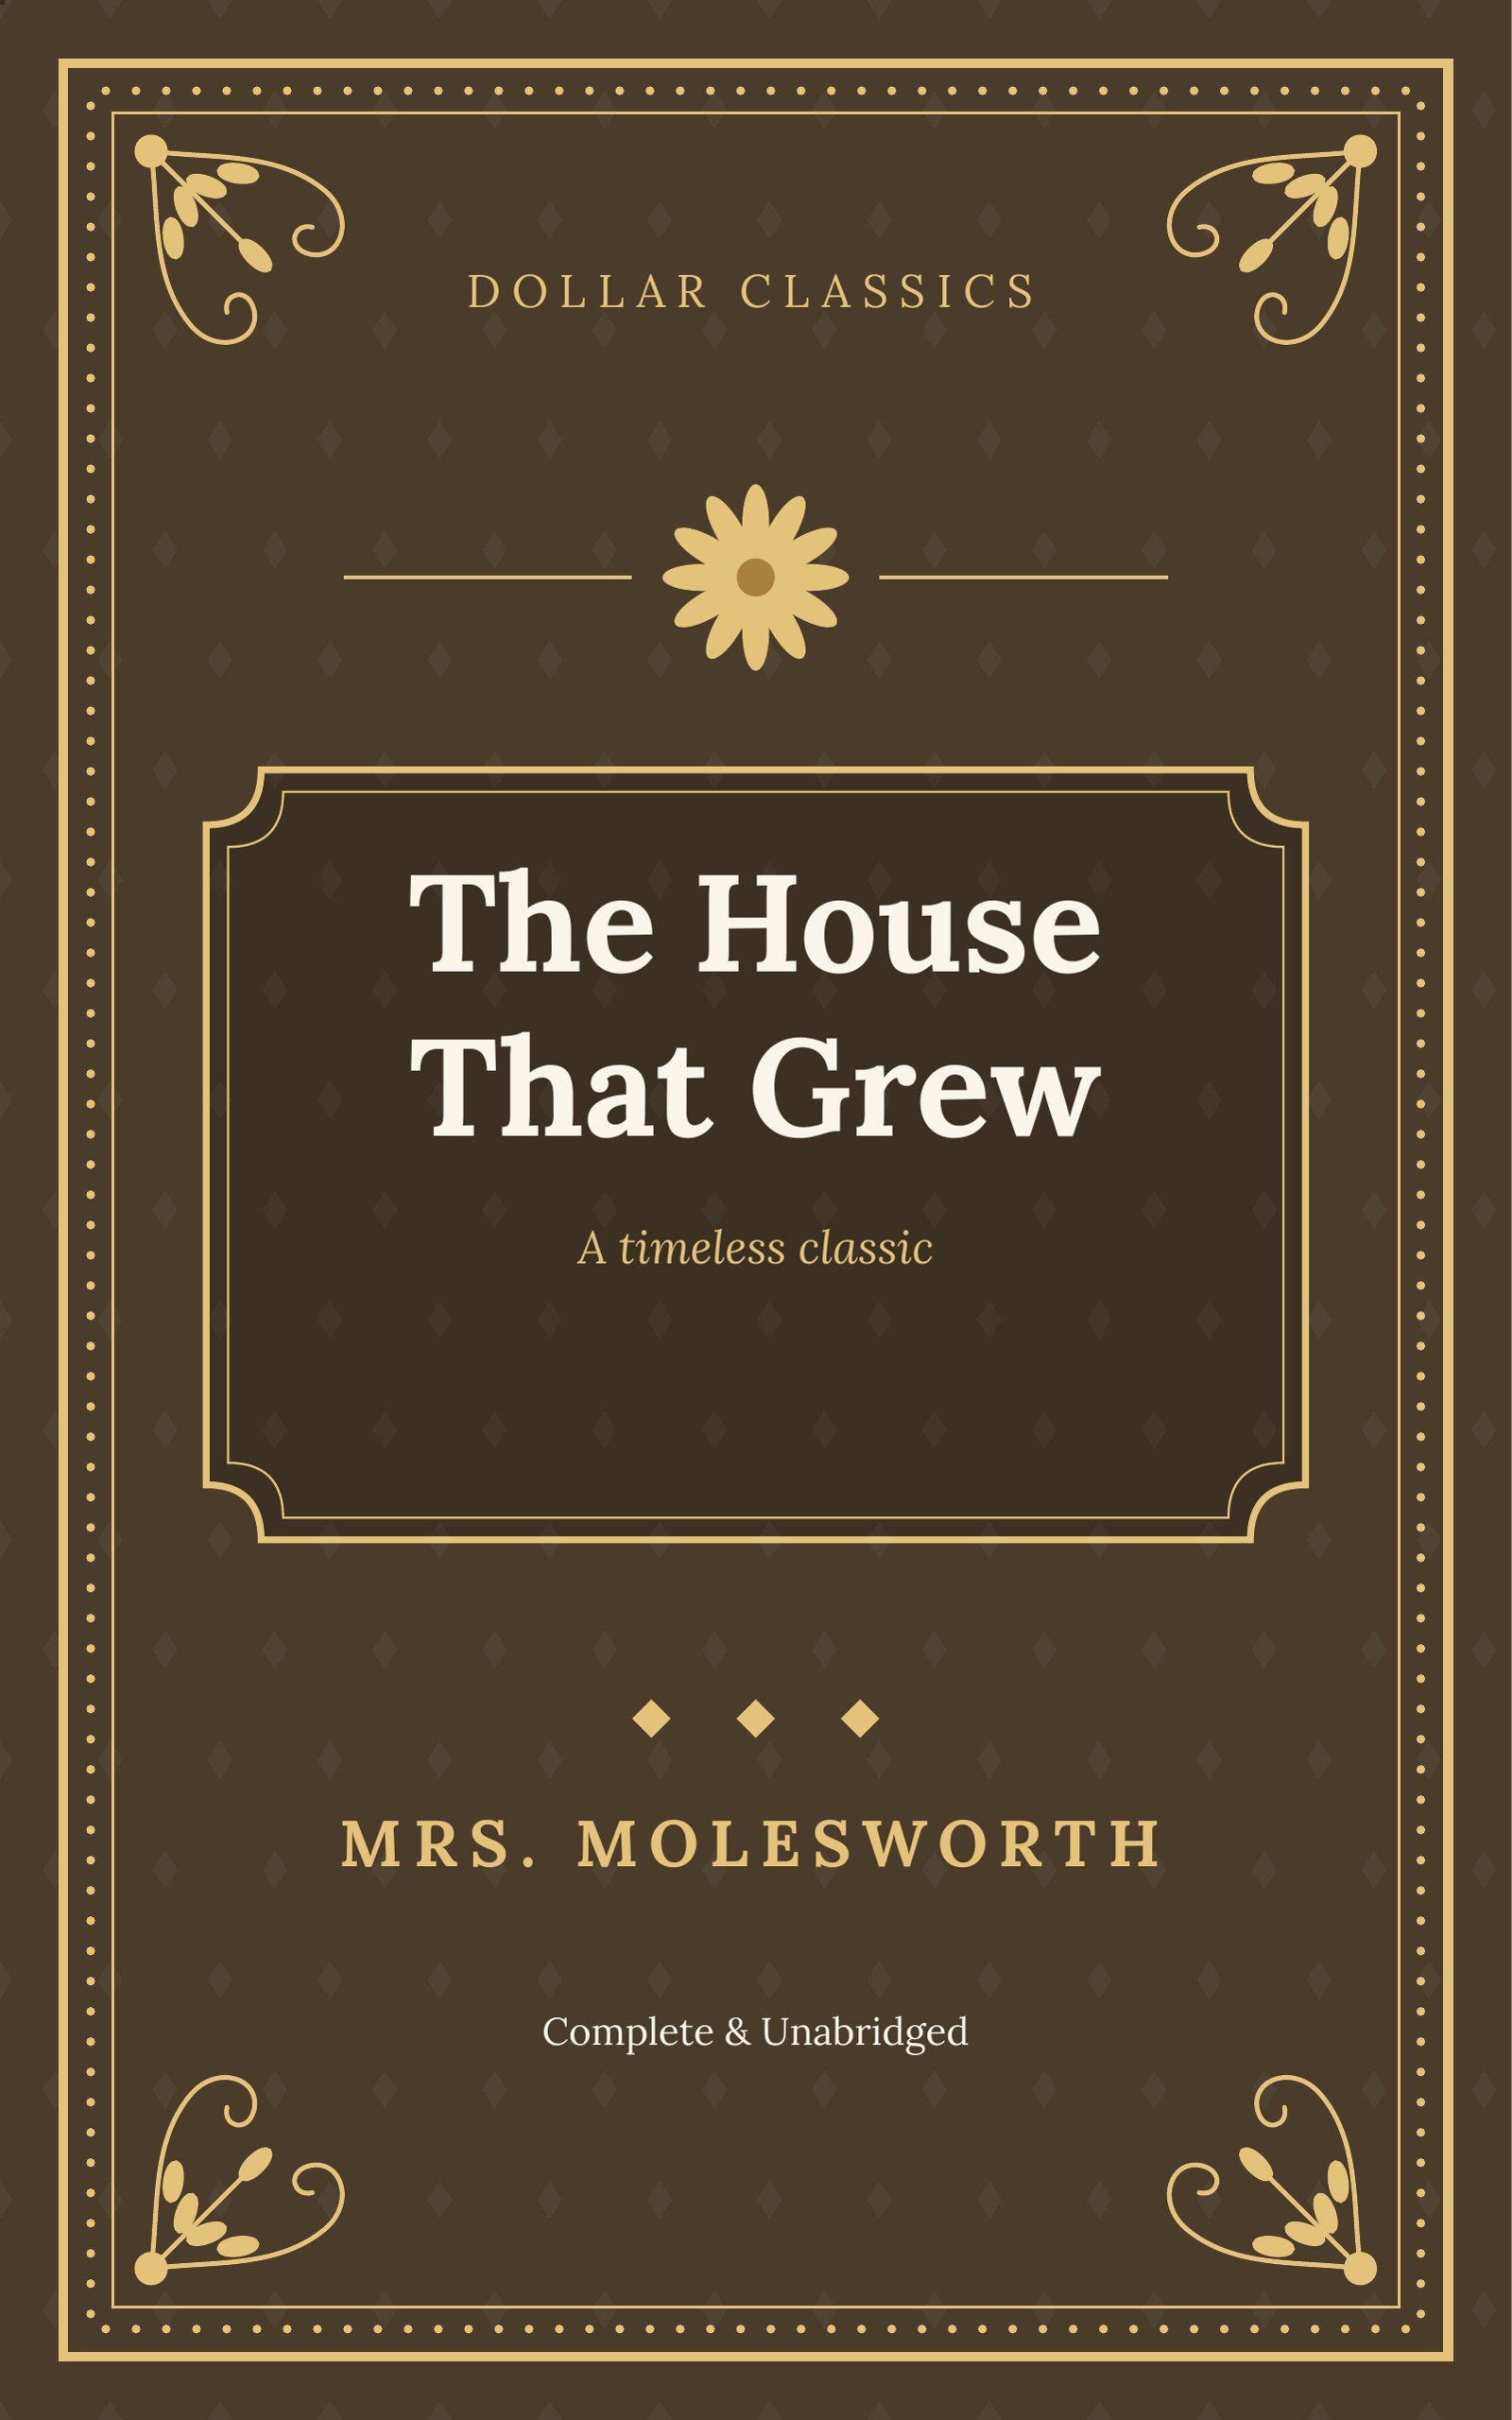 DOLLAR CLASSICS
The House
That Grew
A timeless classic
MRS. MOLESWORTH
Complete & Unabridged